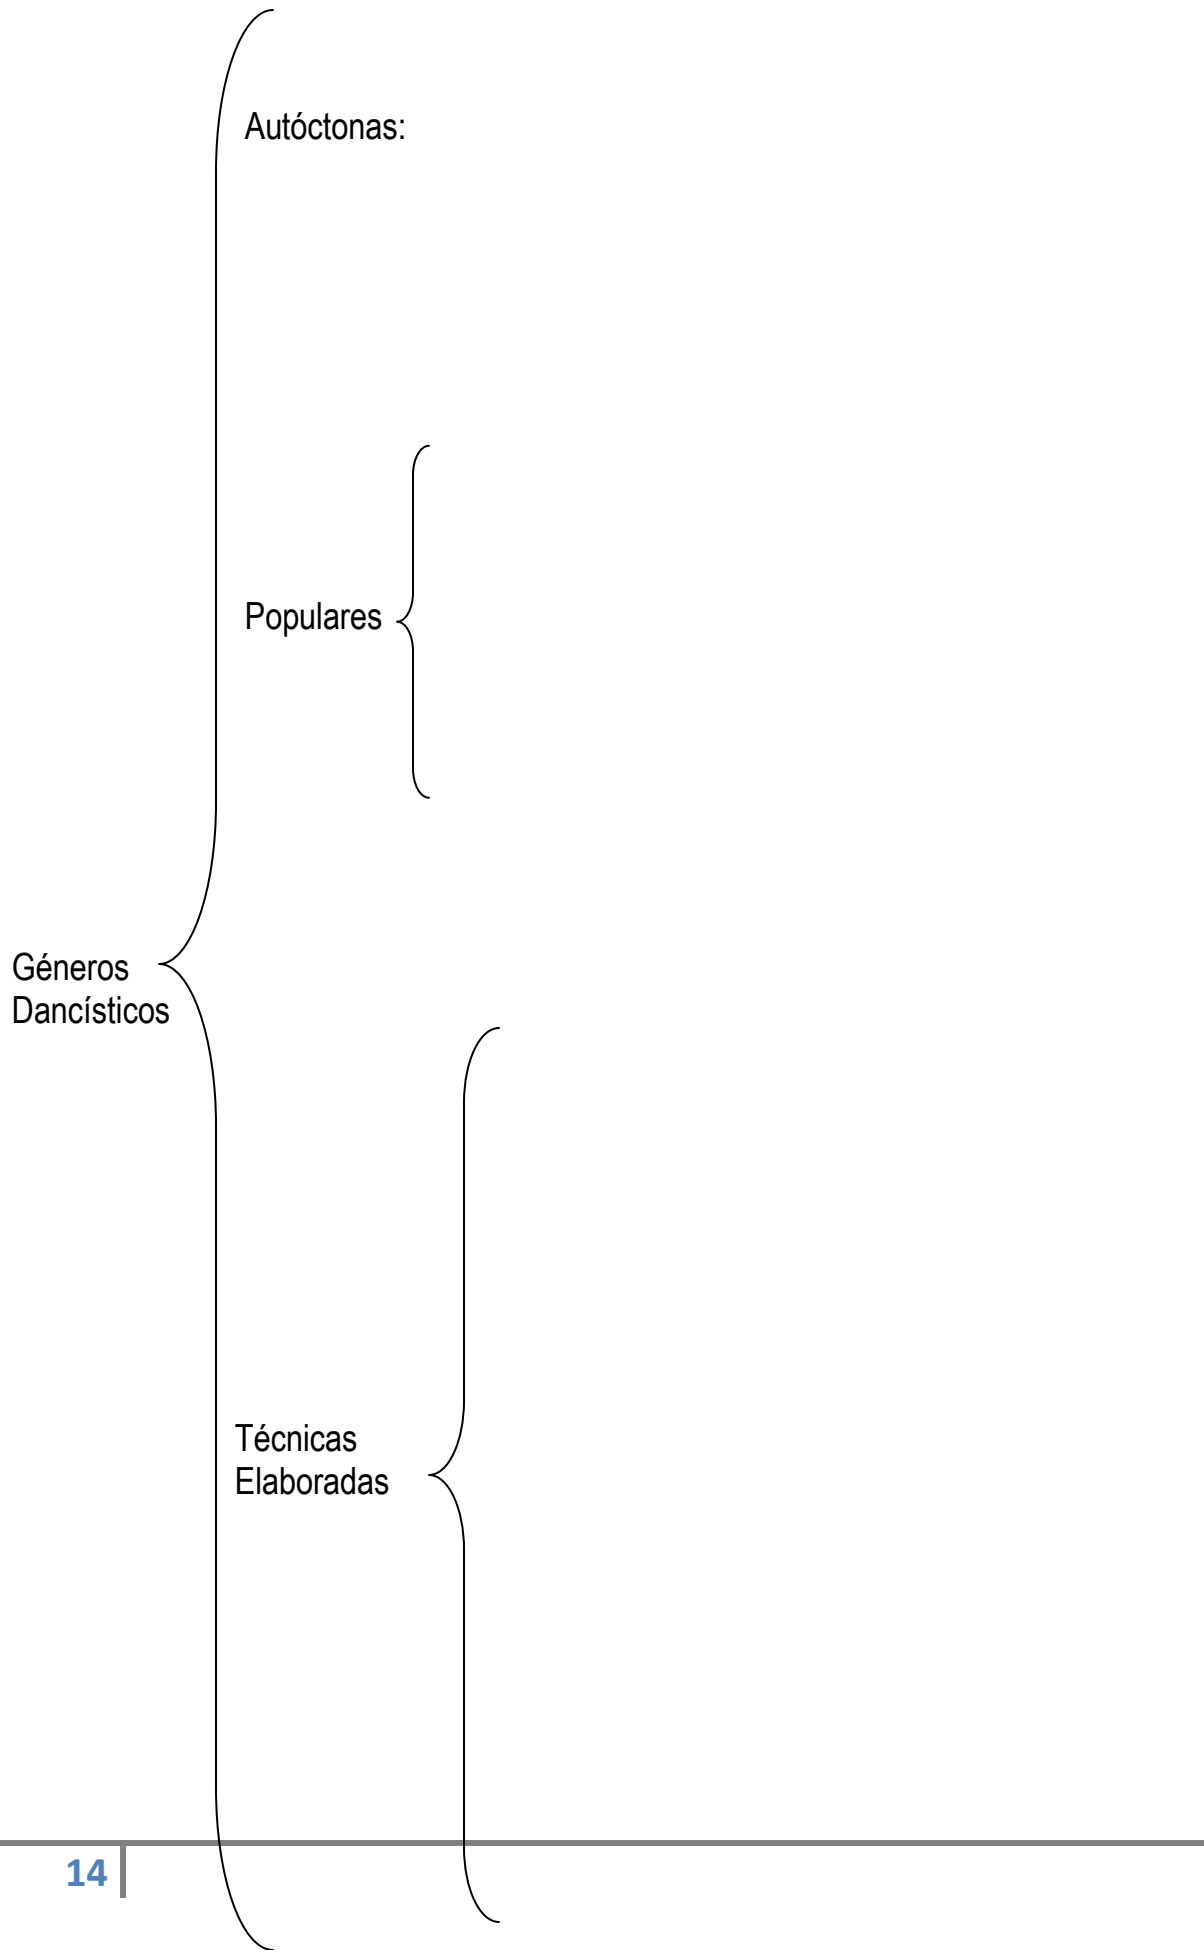 Autóctonas:
Populares
Géneros
Dancísticos
Técnicas
Elaboradas
14